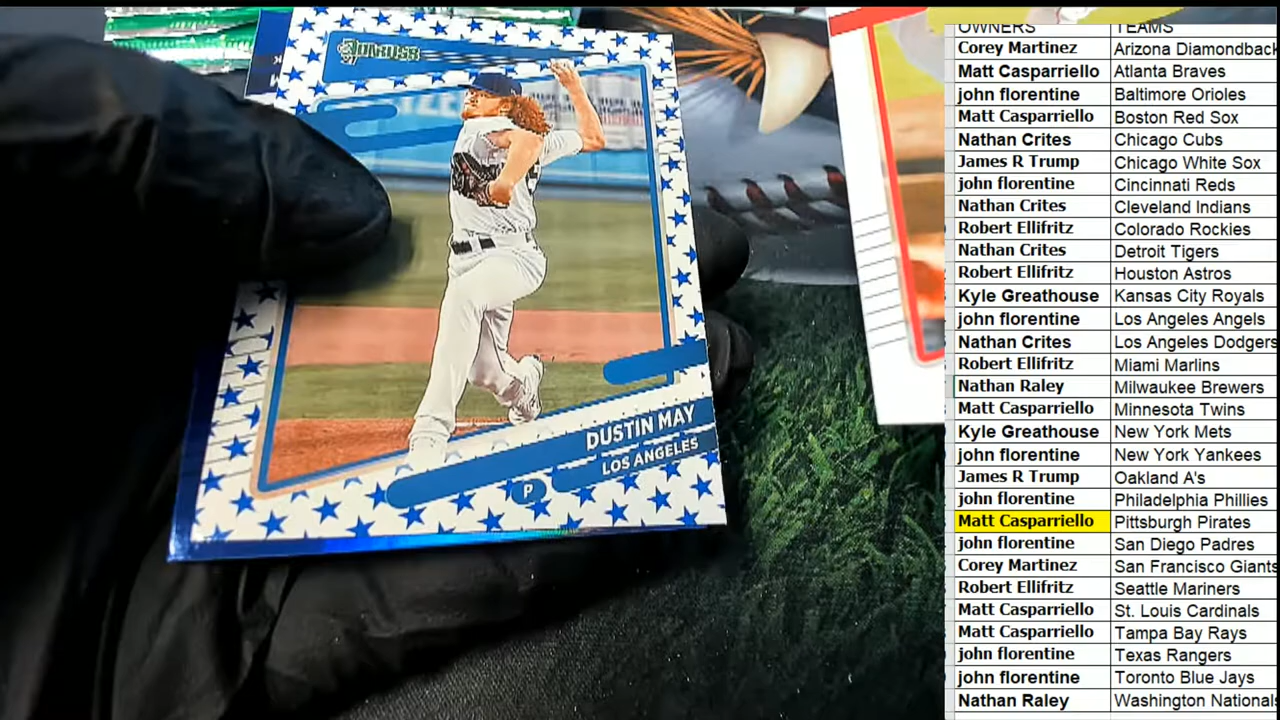 DONRUSS
DUSTIN MAY
LOS ANGELES
P
OWNERS TEAMS
Corey Martinez Arizona Diamondback
Matt Casparriello Atlanta Braves
john florentine Baltimore Orioles
Matt Casparriello Boston Red Sox
Nathan Crites Chicago Cubs
James R Trump Chicago White Sox
john florentine Cincinnati Reds
Nathan Crites Cleveland Indians
Robert Ellifritz Colorado Rockies
Nathan Crites Detroit Tigers
Robert Ellifritz Houston Astros
Kyle Greathouse Kansas City Royals
john florentine Los Angeles Angels
Nathan Crites Los Angeles Dodgers
Robert Ellifritz Miami Marlins
Nathan Raley Milwaukee Brewers
Matt Casparriello Minnesota Twins
Kyle Greathouse New York Mets
john florentine New York Yankees
James R Trump Oakland A's
john florentine Philadelphia Phillies
Matt Casparriello Pittsburgh Pirates
john florentine San Diego Padres
Corey Martinez San Francisco Giants
Robert Ellifritz Seattle Mariners
Matt Casparriello St. Louis Cardinals
Matt Casparriello Tampa Bay Rays
john florentine Texas Rangers
john florentine Toronto Blue Jays
Nathan Raley Washington Nationals